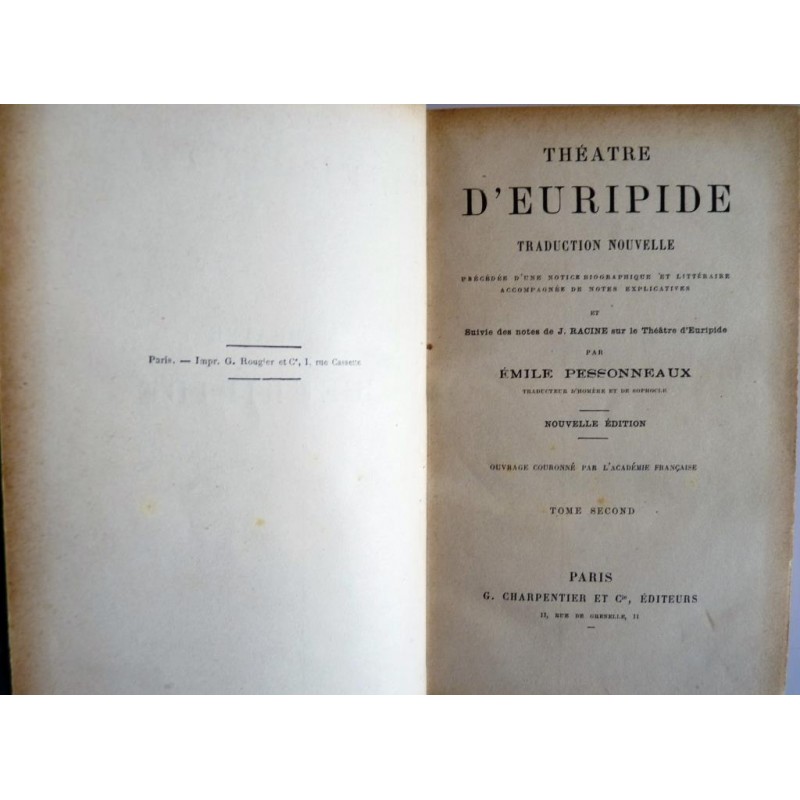 Paris. — Impr. G. Rougier et Cie, 1, rue Cassette
THÉATRE
D'EURIPIDE
TRADUCTION NOUVELLE
PRÉCÉDÉE D'UNE NOTICE BIOGRAPHIQUE ET LITTÉRAIRE
ACCOMPAGNÉE DE NOTES EXPLICATIVES
ET
Suivie des notes de J. RACINE sur le Théâtre d'Euripide
PAR
ÉMILE PESSONNEAUX
TRADUCTEUR D'HOMÈRE ET DE SOPHOCLE
NOUVELLE ÉDITION
OUVRAGE COURONNÉ PAR L'ACADÉMIE FRANÇAISE
TOME SECOND
PARIS
G. CHARPENTIER ET Cie, ÉDITEURS
11, RUE DE GRENELLE, 11